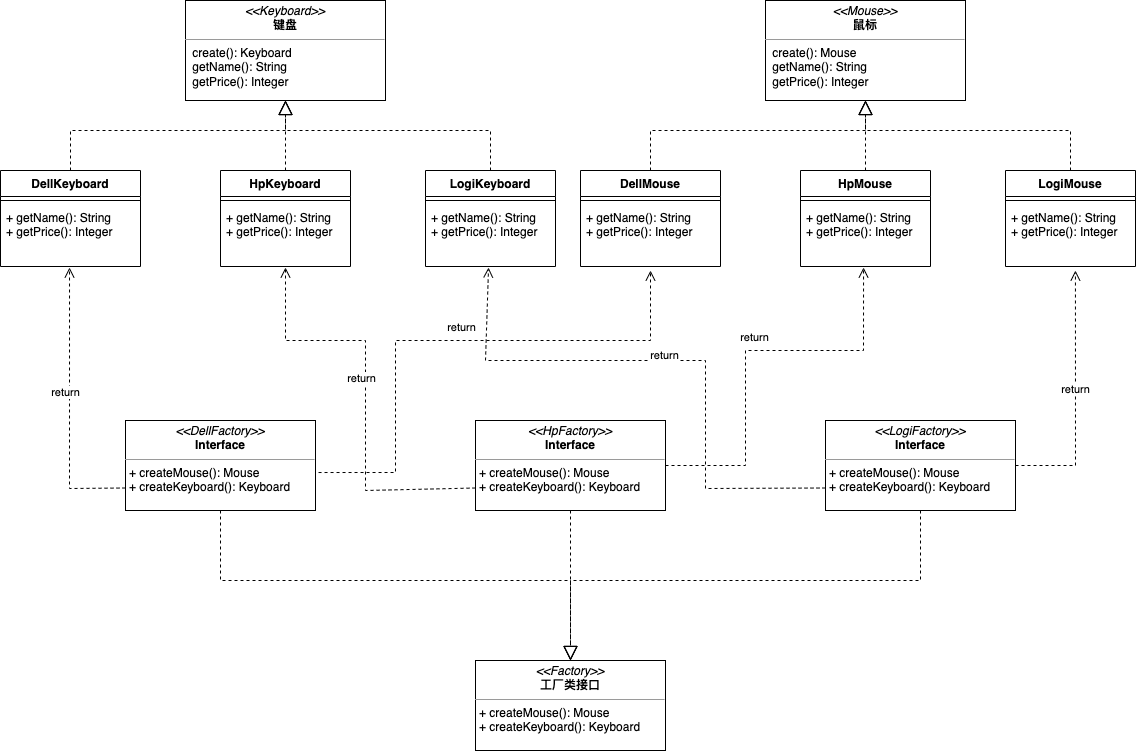 <<Keyboard>>
键盘
create(): Keyboard
getName(): String
getPrice(): Integer
<<Mouse>>
鼠标
create(): Mouse
getName(): String
getPrice(): Integer
DellKeyboard
+ getName(): String
+ getPrice(): Integer
HpKeyboard
+ getName(): String
+ getPrice(): Integer
LogiKeyboard
+ getName(): String
+ getPrice(): Integer
DellMouse
+ getName(): String
+ getPrice(): Integer
HpMouse
+ getName(): String
+ getPrice(): Integer
LogiMouse
+ getName(): String
+ getPrice(): Integer
return
return
return
return
return
return
<<DellFactory>>
Interface
+ createMouse(): Mouse
+ createKeyboard(): Keyboard
<<HpFactory>>
Interface
+ createMouse(): Mouse
+ createKeyboard(): Keyboard
<<LogiFactory>>
Interface
+ createMouse(): Mouse
+ createKeyboard(): Keyboard
<<Factory>>
工厂类接口
+ createMouse(): Mouse
+ createKeyboard(): Keyboard